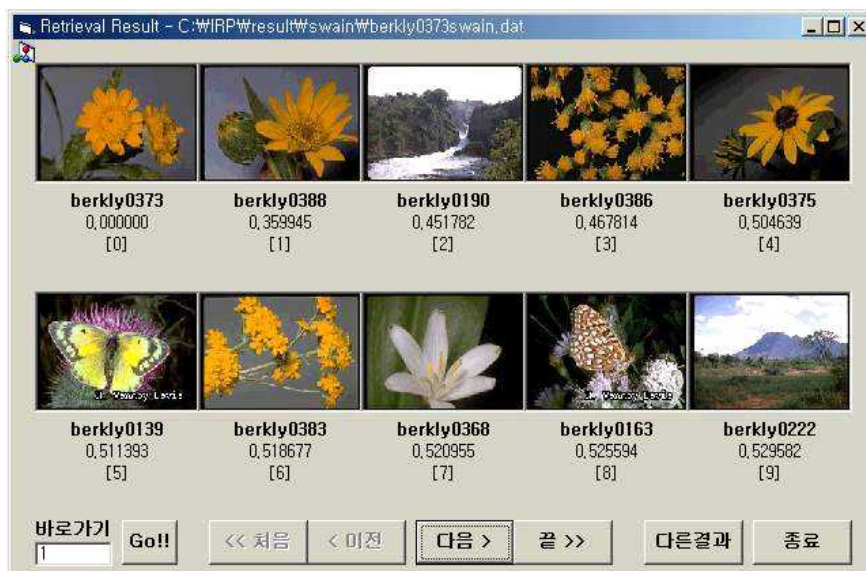 Retrieval Result - C:₩IRP₩result₩swain₩berkly0373swain.dat
berkly0373 berkly0388 berkly0190 berkly0386 berkly0375
0,000000 0,359945 0,451782 0,467814 0,504639
[0] [1] [2] [3] [4]
berkly0139 berkly0383 berkly0368 berkly0163 berkly0222
0,511393 0,518677 0,520955 0,525594 0,529582
[5] [6] [7] [8] [9]
바로가기
1
Go!!
<< 처음
< 이전
다음 >
끝 >>
다른결과
종료